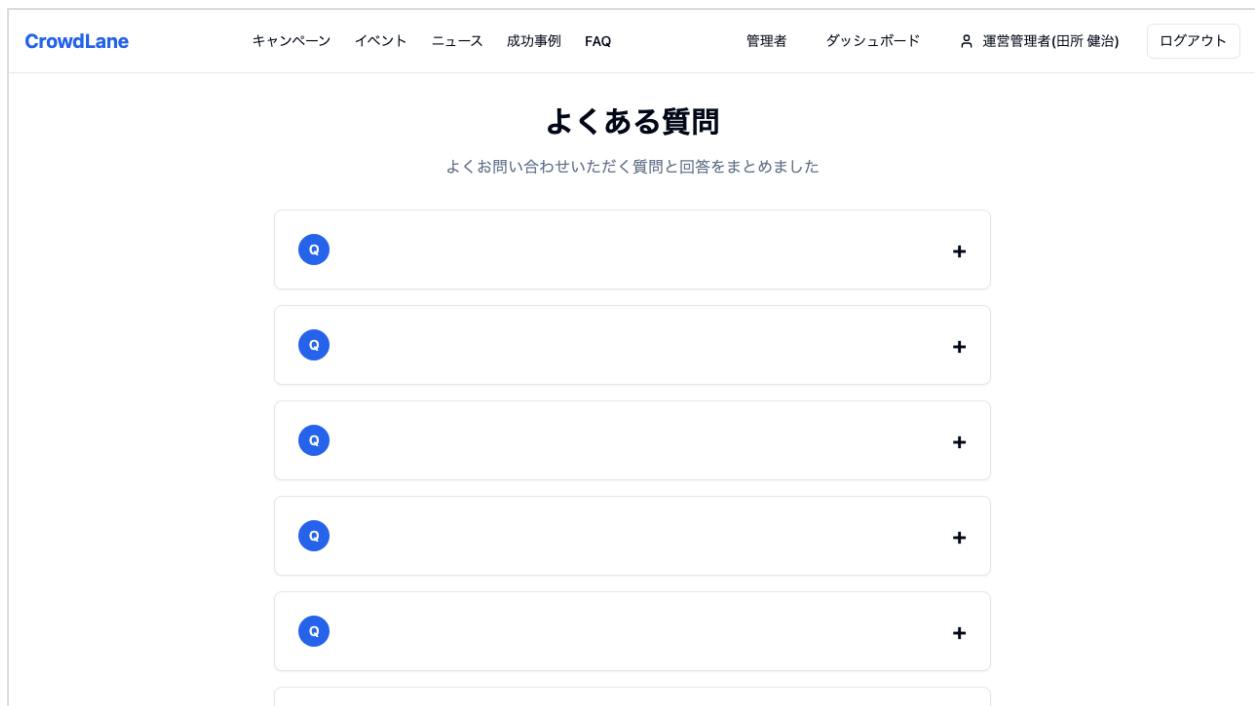 CrowdLane キャンペーン イベント ニュース 成功事例 FAQ 管理者 ダッシュボード 運営管理者(田所 健治) ログアウト
よくある質問
よくお問い合わせいただく質問と回答をまとめました
Q +
Q +
Q +
Q +
Q +